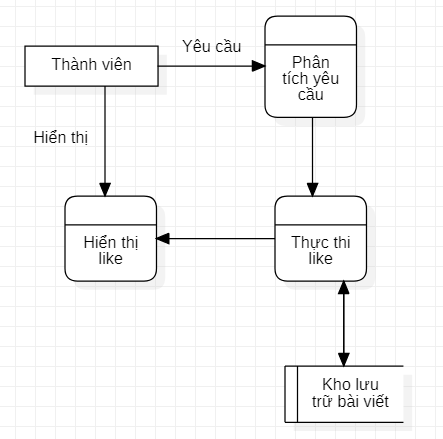 Yêu cầu
Thành viên
Phân
tích yêu
cầu
Hiển thị
Hiển thị
like
Thực thi
like
Kho lưu
trữ bài viết